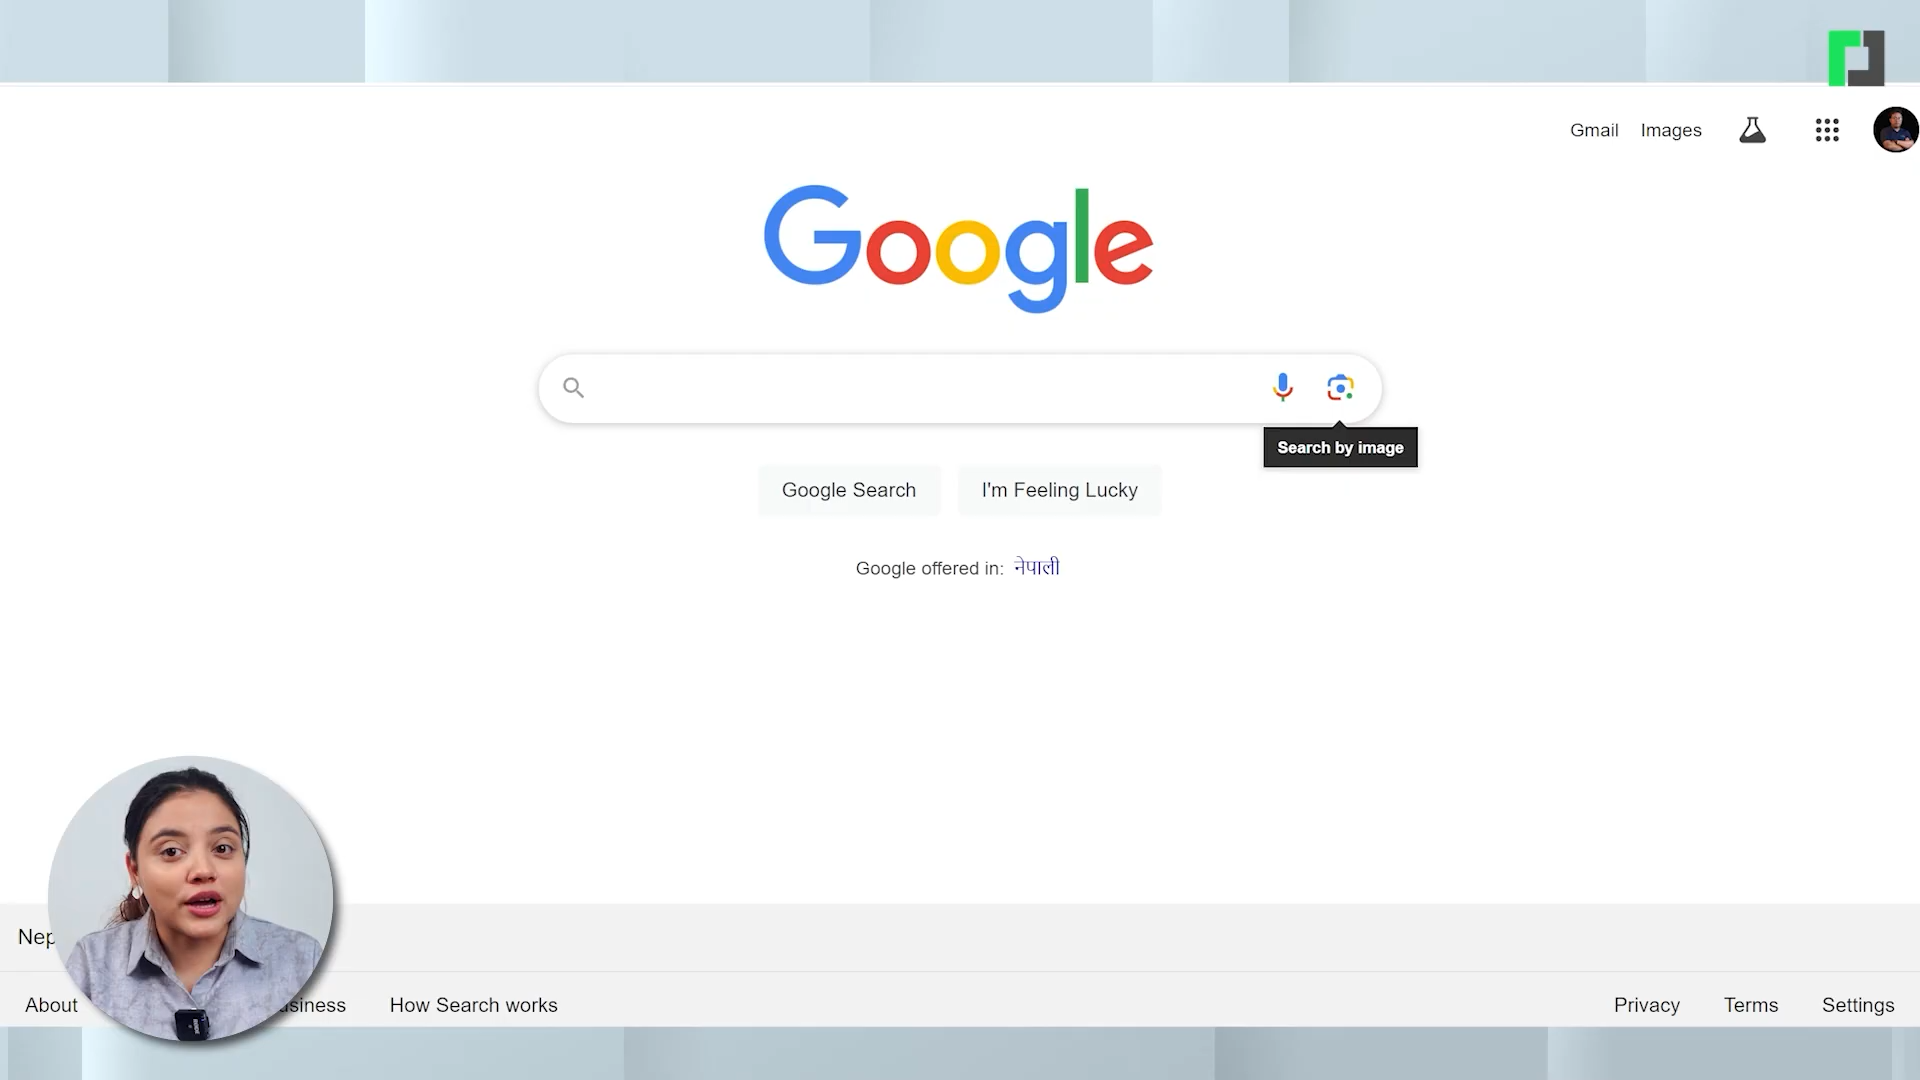 Gmail Images
Google
Search by image
Google Search I'm Feeling Lucky
Google offered in: नेपाली
About How Search works Privacy Terms Settings